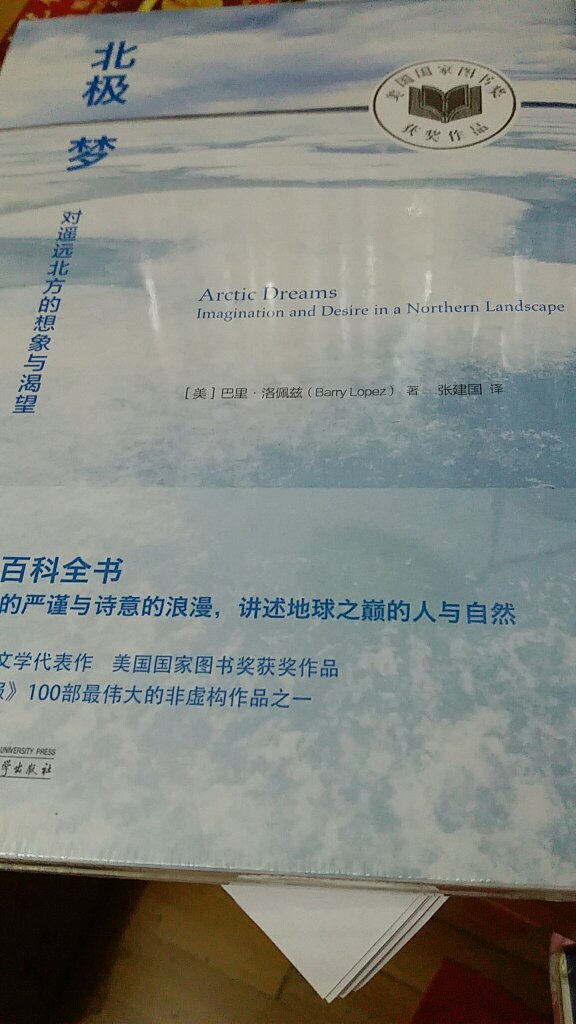 北极梦
对遥远北方的想象与渴望
美国国家图书奖
获奖作品
Arctic Dreams
Imagination and Desire in a Northern Landscape
[美] 巴里·洛佩兹 (Barry Lopez) 著 张建国 译
百科全书
的严谨与诗意的浪漫，讲述地球之巅的人与自然
文学代表作 美国国家图书奖获奖作品
报》100部最伟大的非虚构作品之一
UNIVERSITY PRESS
学出版社